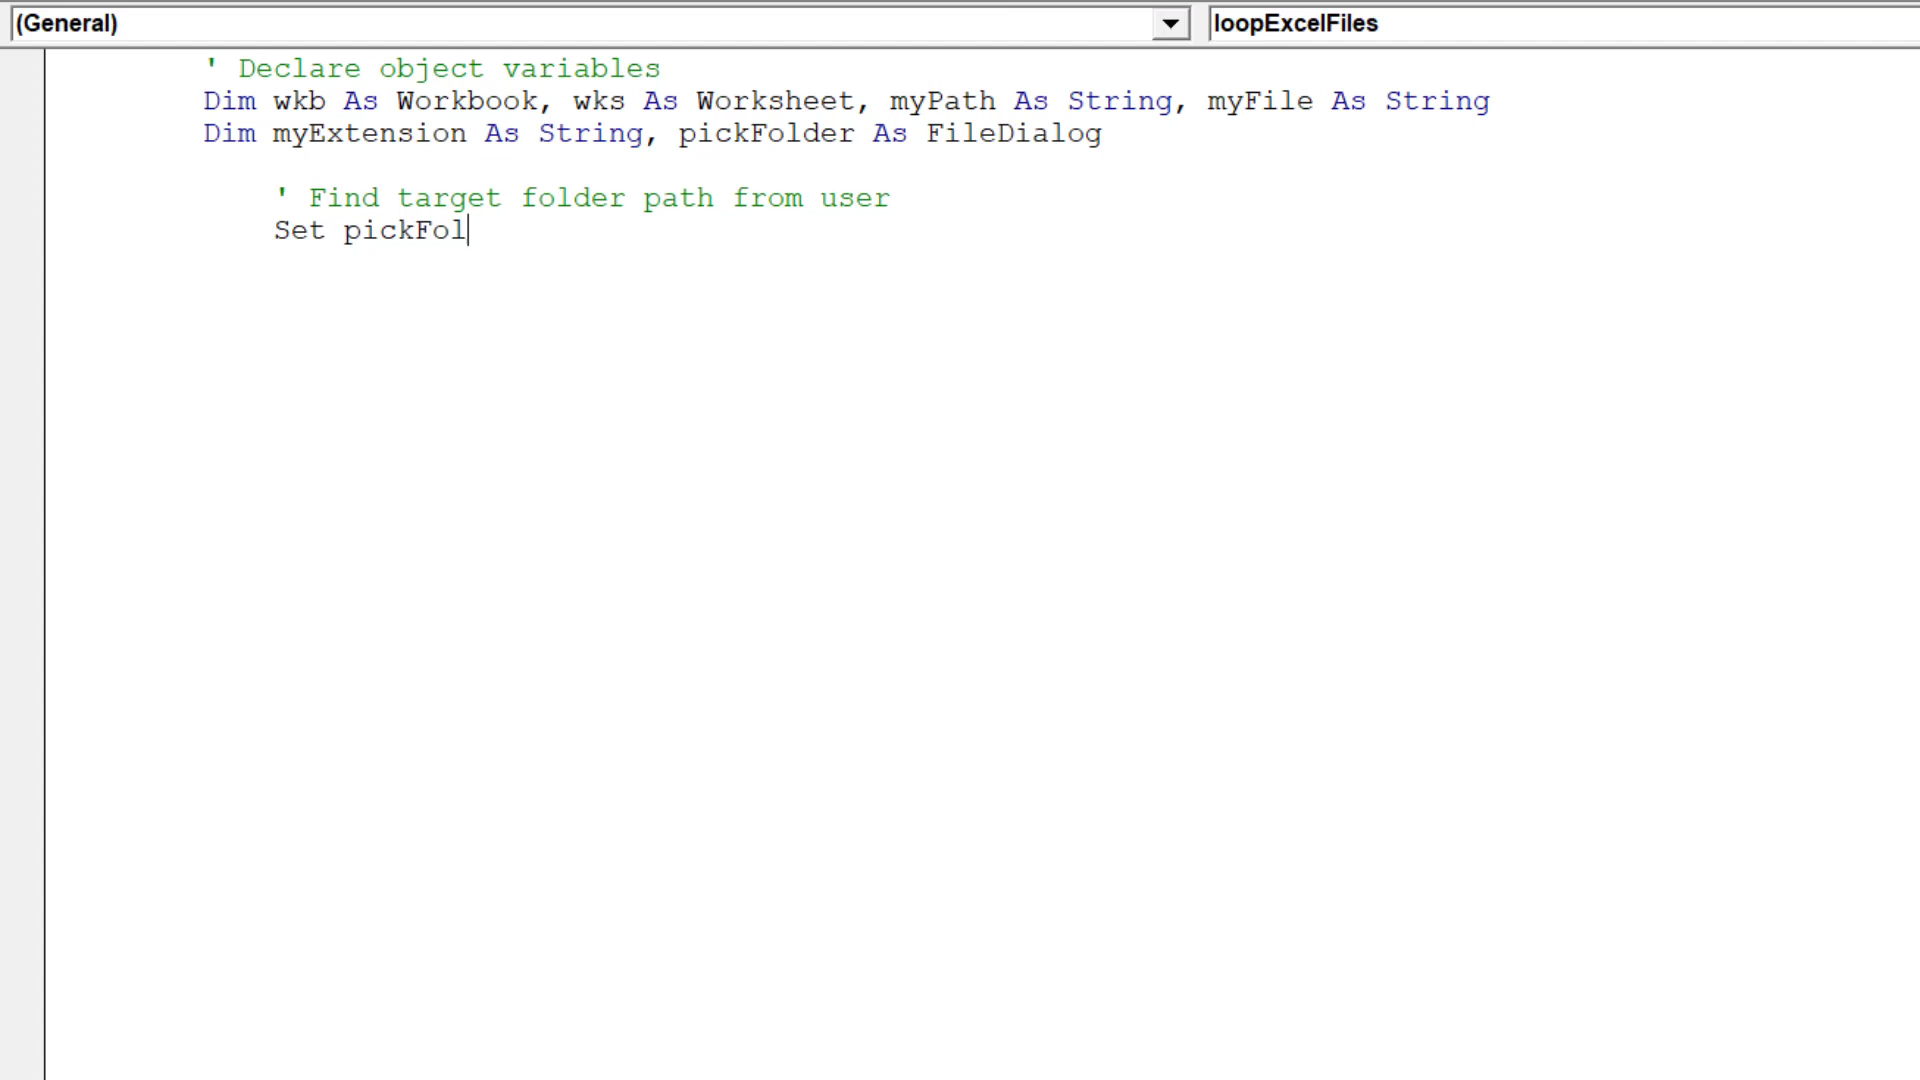 (General) loopExcelFiles
' Declare object variables
Dim wkb As Workbook, wks As Worksheet, myPath As String, myFile As String
Dim myExtension As String, pickFolder As FileDialog
' Find target folder path from user
Set pickFol